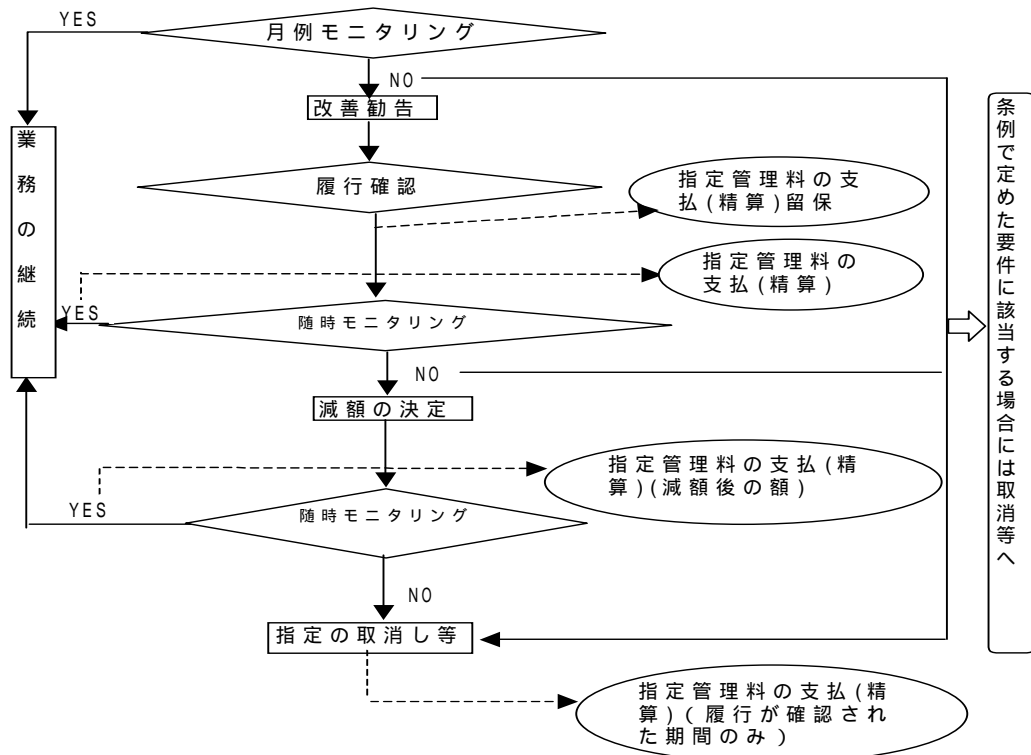 YES
月例モニタリング
NO
改善勧告
業務の継続
履行確認
指定管理料の支
払(精算)留保
指定管理料の
支払(精算)
YES
随時モニタリング
NO
減額の決定
指定管理料の支払(精
算)(減額後の額)
YES
随時モニタリング
NO
指定の取消し等
指定管理料の支払(精
算)(履行が確認され
た期間のみ)
条例で定めた要件に該当する場合には取消等へ